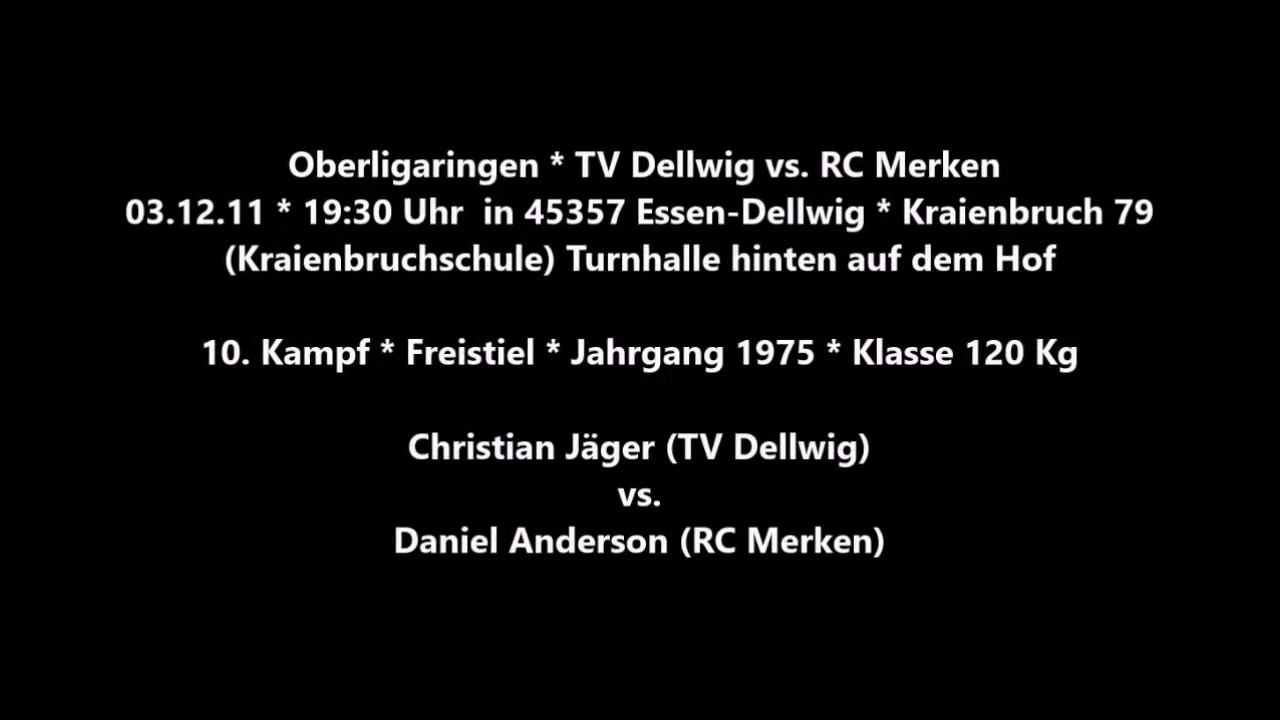 Oberligaringen * TV Dellwig vs. RC Merken
03.12.11 * 19:30 Uhr  in 45357 Essen-Dellwig * Kraienbruch 79
(Kraienbruchschule) Turnhalle hinten auf dem Hof
10. Kampf * Freistiel * Jahrgang 1975 * Klasse 120 Kg
Christian Jäger (TV Dellwig)
vs.
Daniel Anderson (RC Merken)